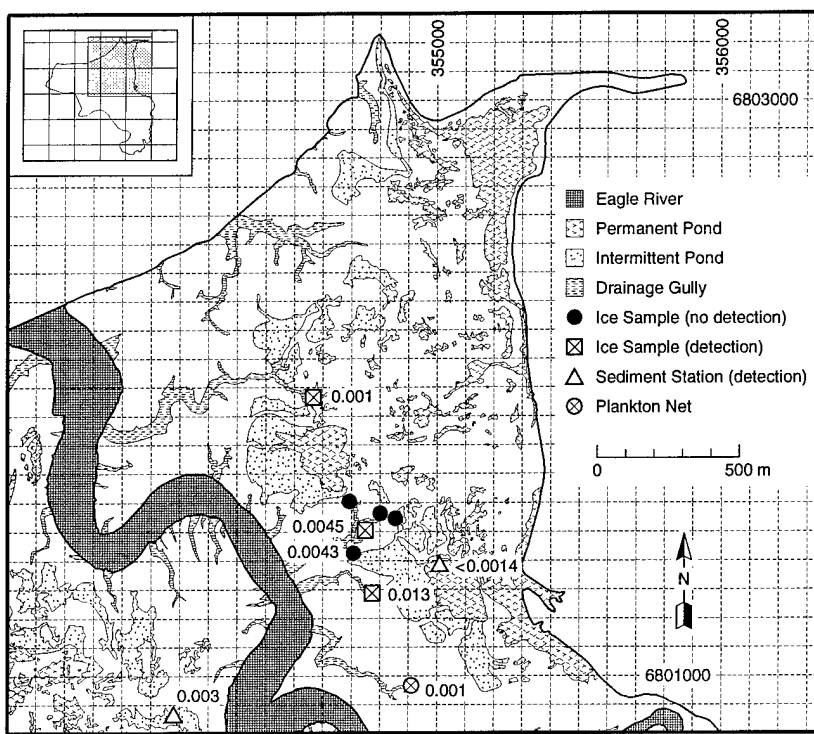 355000
356000
6803000
Eagle River
Permanent Pond
Intermittent Pond
Drainage Gully
Ice Sample (no detection)
Ice Sample (detection)
Sediment Station (detection)
Plankton Net
0 500 m
0.001
0.0045
0.0043
<0.0014
0.013
N
6801000
0.001
0.003